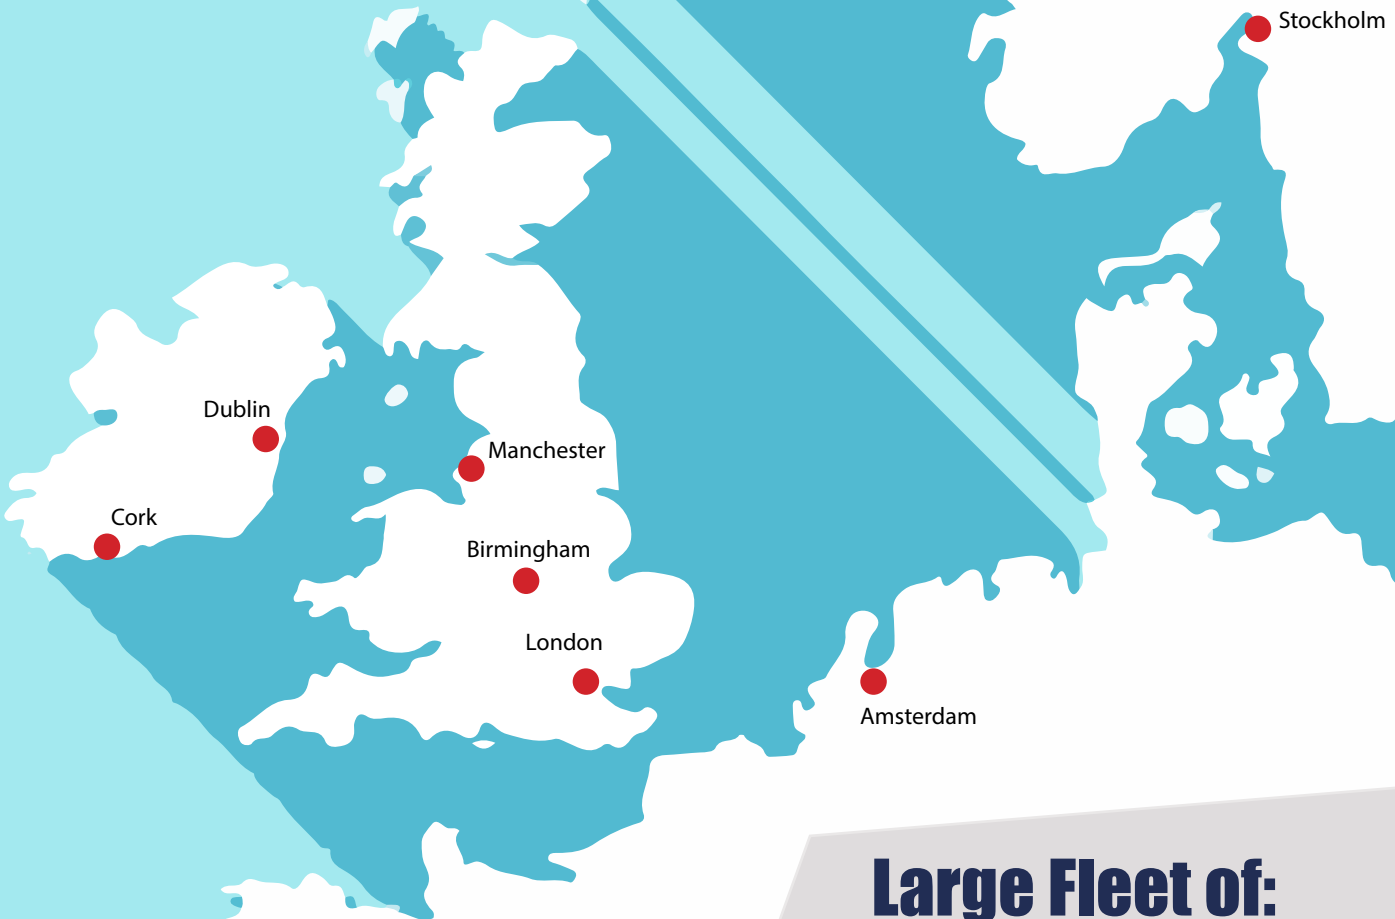 Stockholm
Dublin
Manchester
Cork
Birmingham
London
Amsterdam
Large Fleet of: